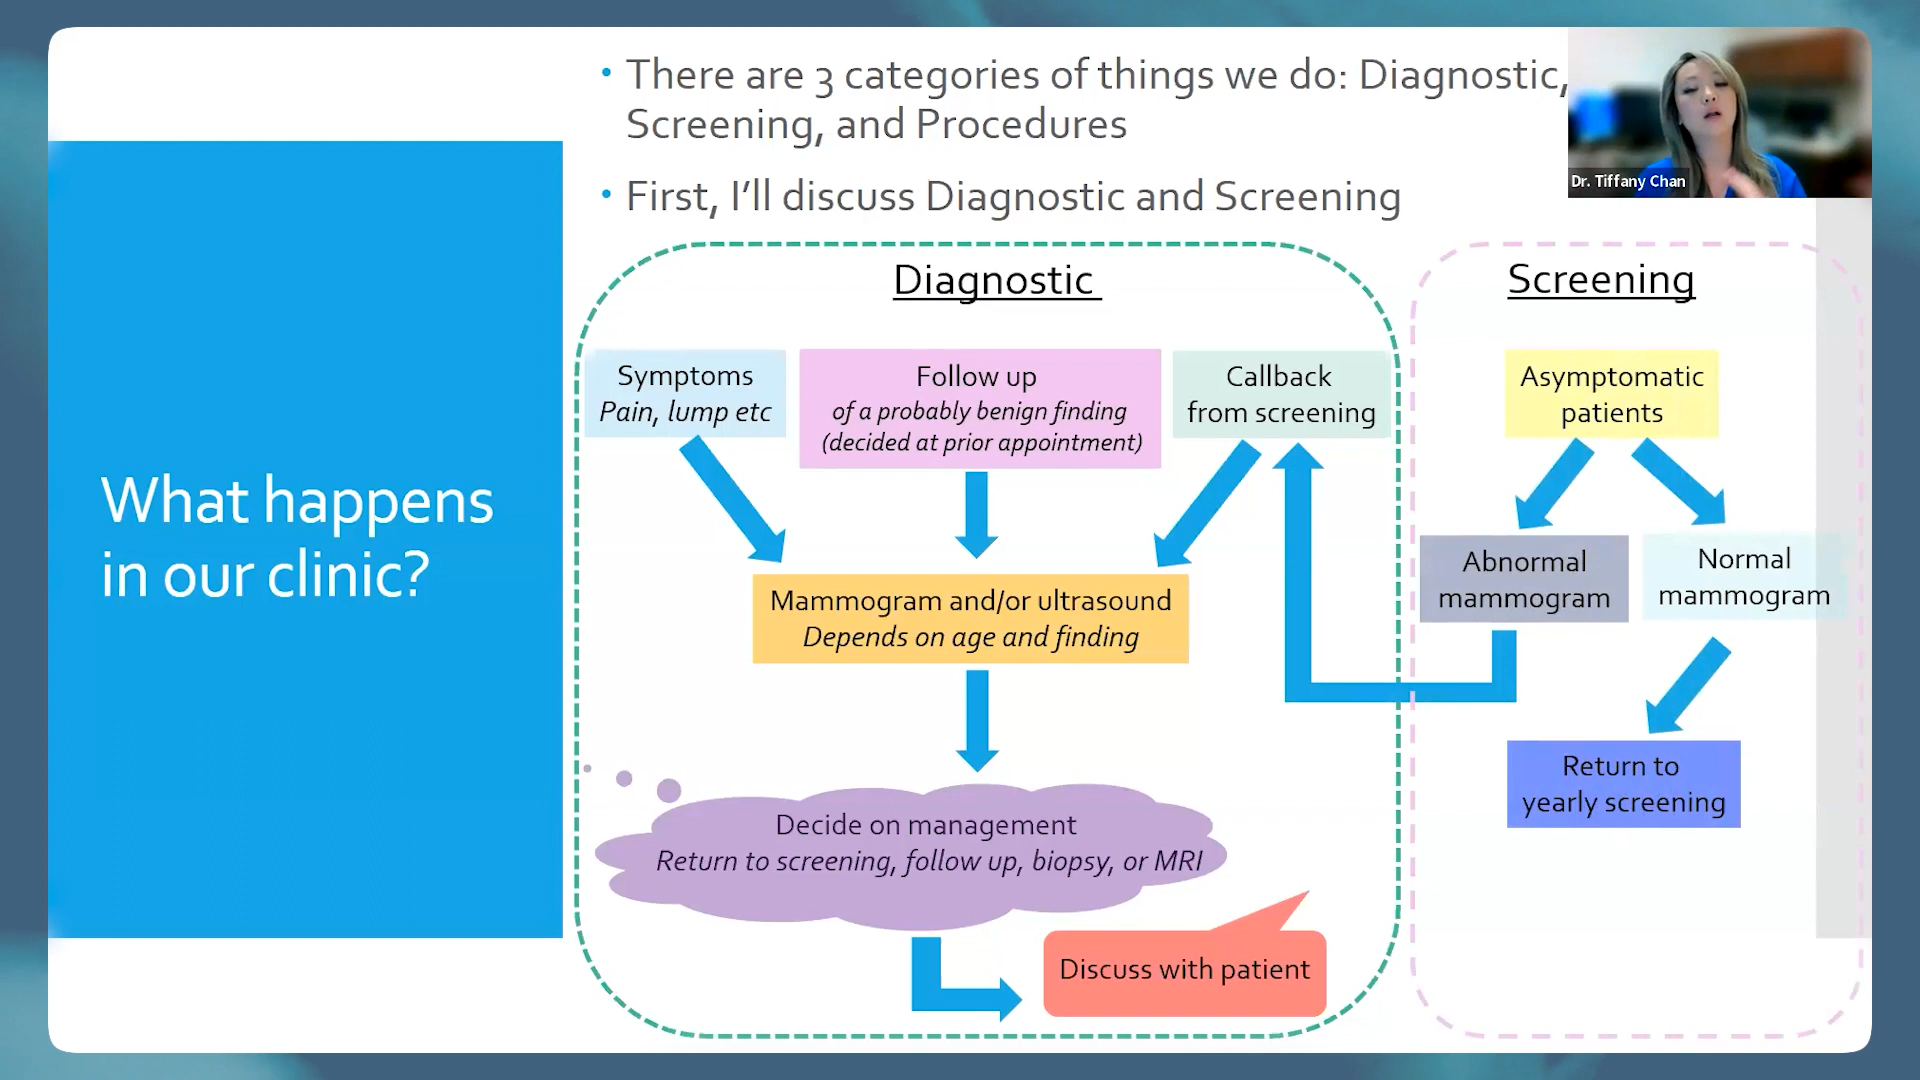 There are 3 categories of things we do: Diagnostic,
Screening, and Procedures
First, I'll discuss Diagnostic and Screening
Dr. Tiffany Chan
What happens
in our clinic?
Diagnostic
Symptoms
Pain, lump etc
Follow up
of a probably benign finding
(decided at prior appointment)
Callback
from screening
Mammogram and/or ultrasound
Depends on age and finding
Decide on management
Return to screening, follow up, biopsy, or MRI
Discuss with patient
Screening
Asymptomatic
patients
Abnormal
mammogram
Normal
mammogram
Return to
yearly screening